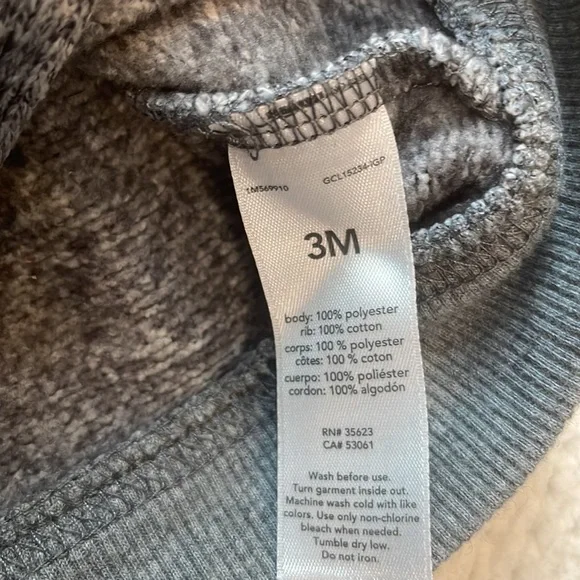 1M569910 GCL15236-IGP
3M
body: 100% polyester
rib: 100% cotton
corps: 100 % polyester
côtes: 100 % coton
cuerpo: 100% poliéster
cordon: 100% algodón
RN# 35623
CA# 53061
Wash before use.
Turn garment inside out.
Machine wash cold with like
colors. Use only non-chlorine
bleach when needed.
Tumble dry low.
Do not iron.